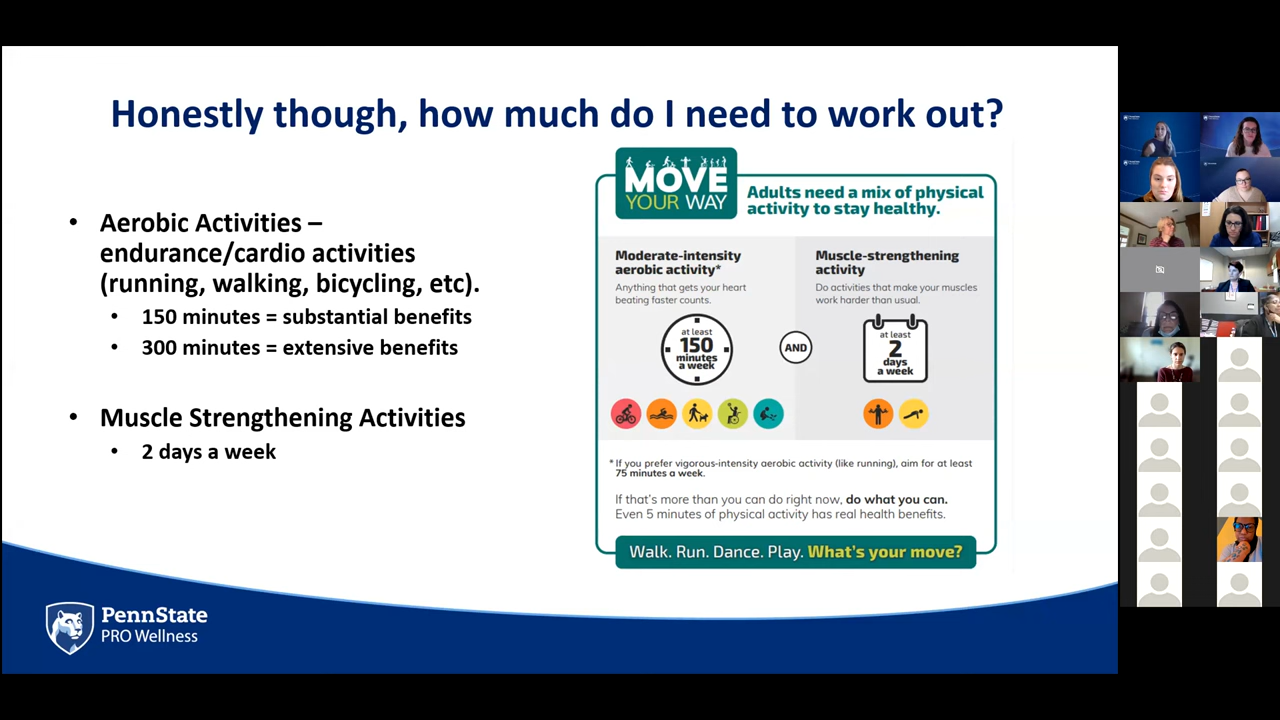 Honestly though, how much do I need to work out?
• Aerobic Activities –
endurance/cardio activities
(running, walking, bicycling, etc).
• 150 minutes = substantial benefits
• 300 minutes = extensive benefits
• Muscle Strengthening Activities
• 2 days a week
MOVE
YOUR WAY
Adults need a mix of physical
activity to stay healthy.
Moderate-intensity
aerobic activity*
Anything that gets your heart
beating faster counts.
at least
150
minutes
a week
AND
Muscle-strengthening
activity
Do activities that make your muscles
work harder than usual.
at least
2
days
a week
* If you prefer vigorous-intensity aerobic activity (like running), aim for at least
75 minutes a week.
If that's more than you can do right now, do what you can.
Even 5 minutes of physical activity has real health benefits.
Walk. Run. Dance. Play. What's your move?
PennState
PRO Wellness